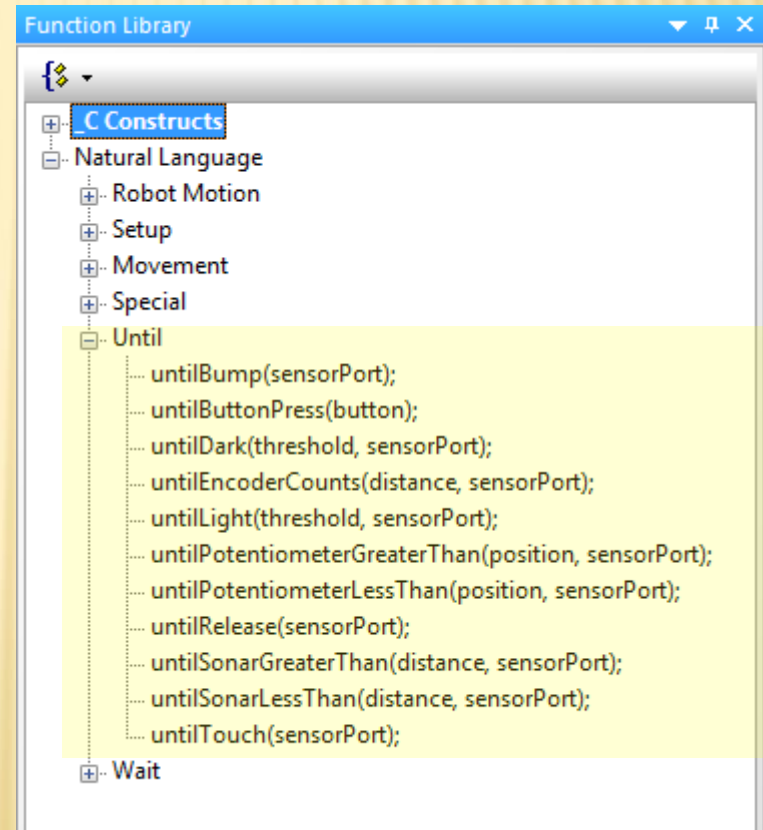 Function Library
_C Constructs
Natural Language
Robot Motion
Setup
Movement
Special
Until
untilBump(sensorPort);
untilButtonPress(button);
untilDark(threshold, sensorPort);
untilEncoderCounts(distance, sensorPort);
untilLight(threshold, sensorPort);
untilPotentiometerGreaterThan(position, sensorPort);
untilPotentiometerLessThan(position, sensorPort);
untilRelease(sensorPort);
untilSonarGreaterThan(distance, sensorPort);
untilSonarLessThan(distance, sensorPort);
untilTouch(sensorPort);
Wait